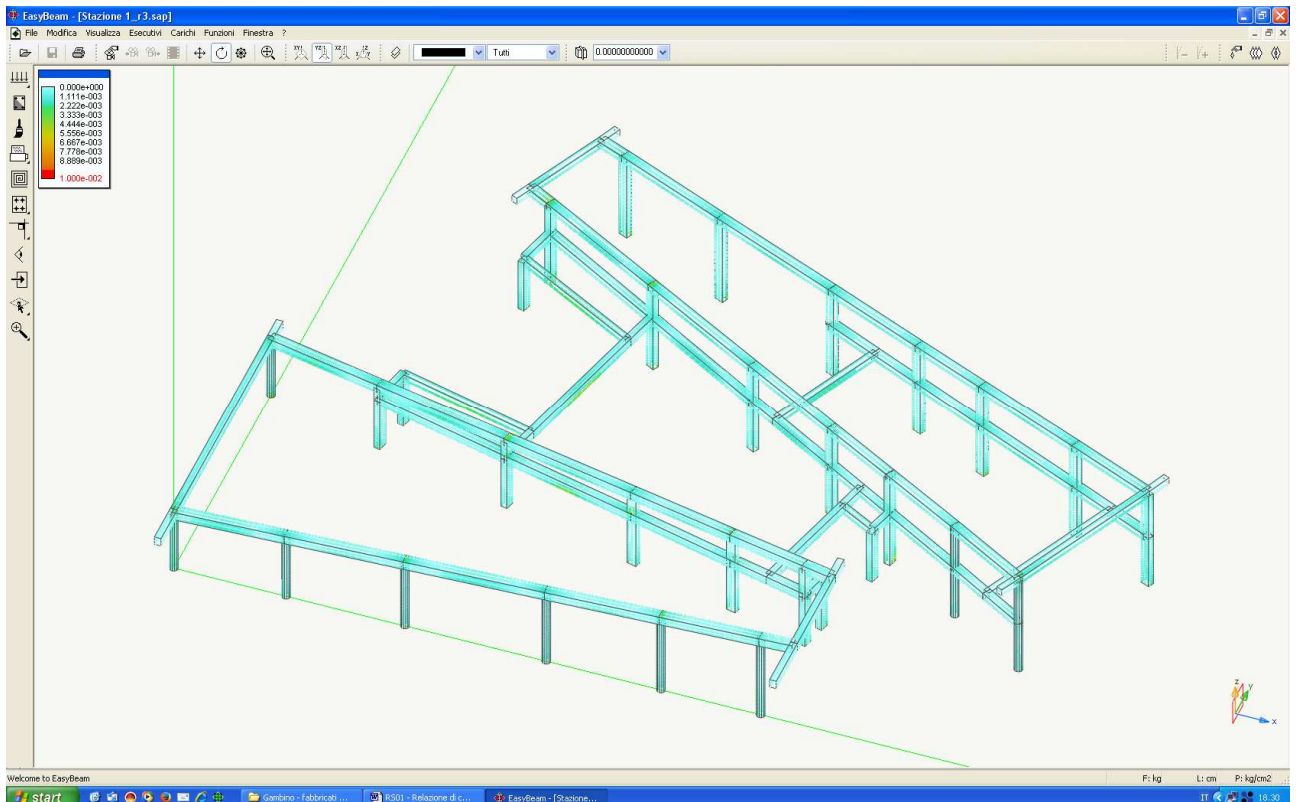 EasyBeam - [Stazione 1_r3.sap]
File Modifica Visualizza Esecutivi Carichi Funzioni Finestra ?
Tutti
0.00000000000
0.000e+000
1.111e-003
2.222e-003
3.333e-003
4.444e-003
5.556e-003
6.667e-003
7.778e-003
8.889e-003
1.000e-002
z
y
x
Welcome to EasyBeam
F: kg L: cm P: kg/cm2
start
Gambino - fabbricati ...
RS01 - Relazione di c...
EasyBeam - [Stazione...
IT
18.30